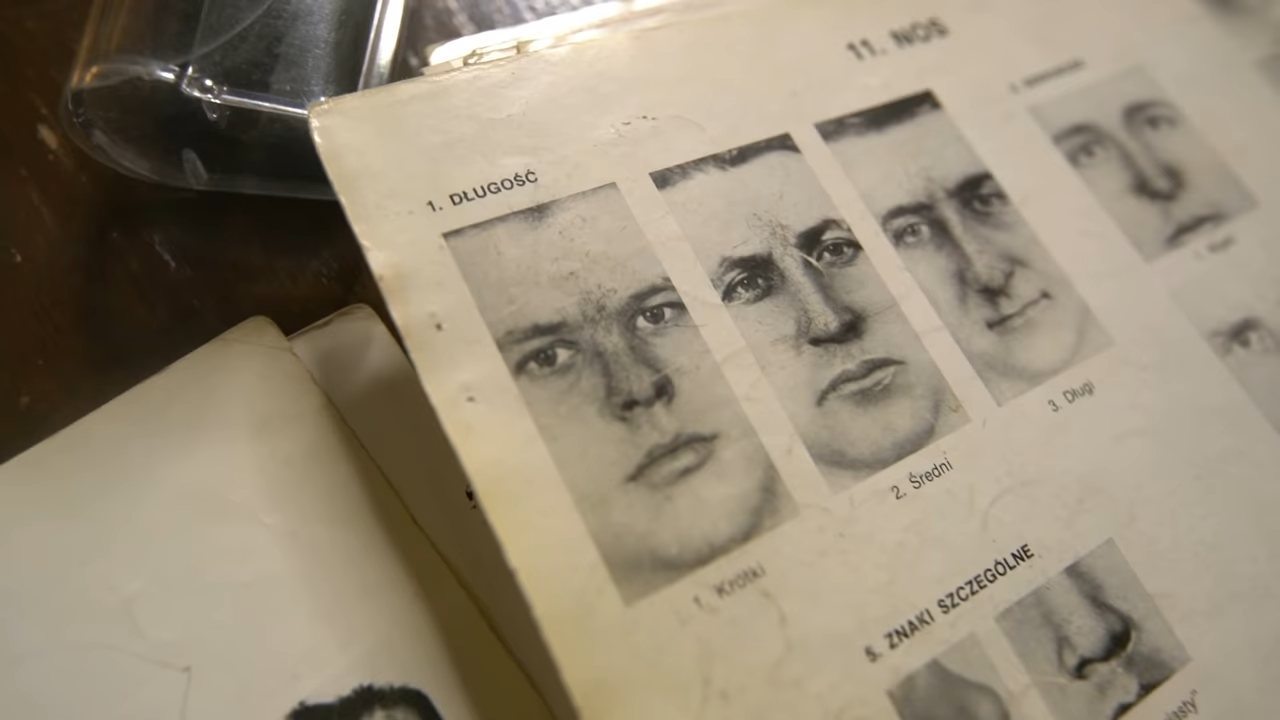 11. NOS
1. DŁUGOŚĆ
1. Krótki
2. Średni
3. Długi
5. ZNAKI SZCZEGÓLNE